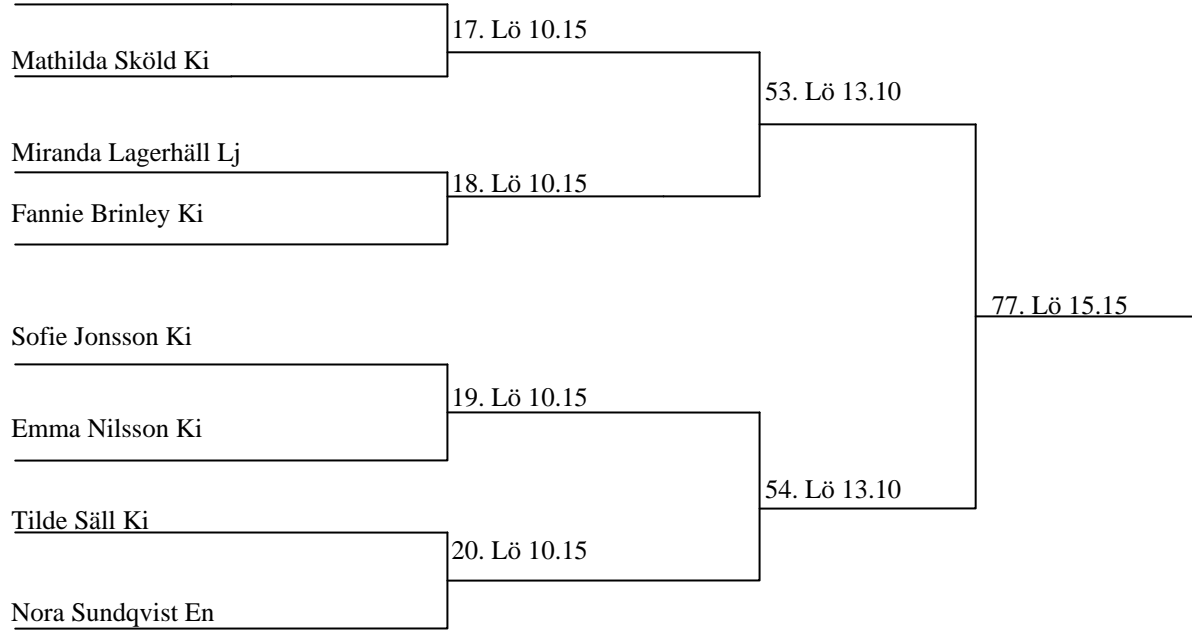 17. Lö 10.15
Mathilda Sköld Ki
53. Lö 13.10
Miranda Lagerhäll Lj
18. Lö 10.15
Fannie Brinley Ki
77. Lö 15.15
Sofie Jonsson Ki
19. Lö 10.15
Emma Nilsson Ki
54. Lö 13.10
Tilde Säll Ki
20. Lö 10.15
Nora Sundqvist En